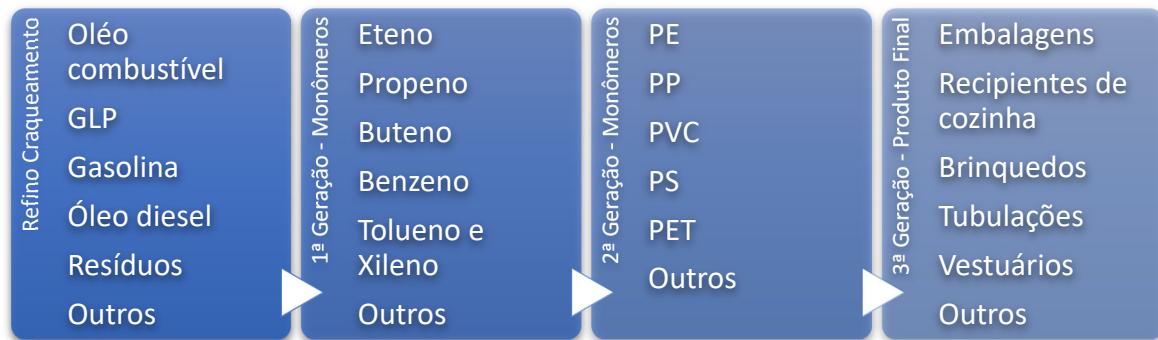 Refino Craqueamento
Oléo
combustível
GLP
Gasolina
Óleo diesel
Resíduos
Outros
1ª Geração - Monômeros
Eteno
Propeno
Buteno
Benzeno
Tolueno e
Xileno
Outros
2ª Geração - Monômeros
PE
PP
PVC
PS
PET
Outros
3ª Geração - Produto Final
Embalagens
Recipientes de
cozinha
Brinquedos
Tubulações
Vestuários
Outros